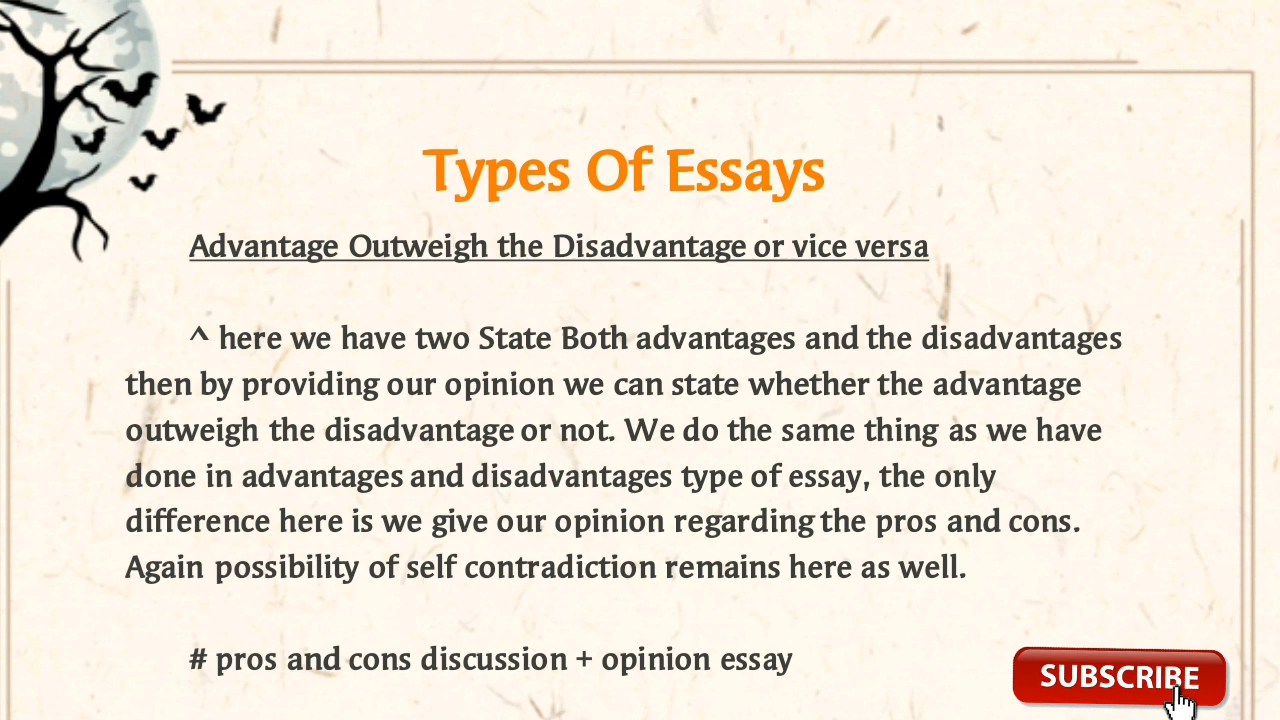 Types Of Essays
Advantage Outweigh the Disadvantage or vice versa
^ here we have two State Both advantages and the disadvantages
then by providing our opinion we can state whether the advantage
outweigh the disadvantage or not. We do the same thing as we have
done in advantages and disadvantages type of essay, the only
difference here is we give our opinion regarding the pros and cons.
Again possibility of self contradiction remains here as well.
# pros and cons discussion + opinion essay
SUBSCRIBE